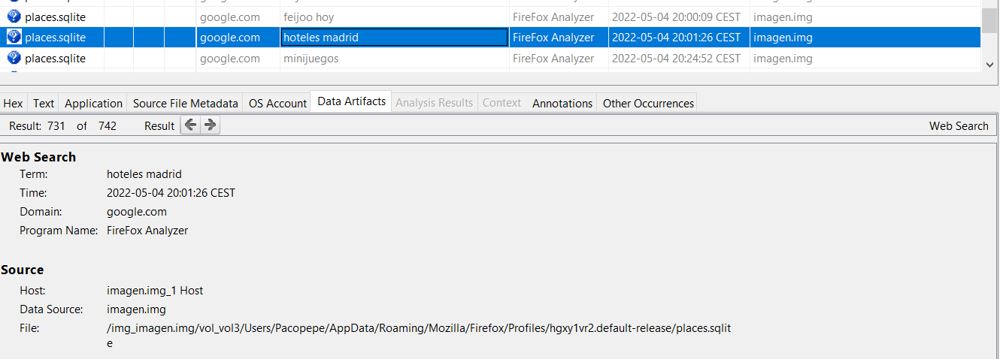 places.sqlite google.com feijoo hoy FireFox Analyzer 2022-05-04 20:00:09 CEST imagen.img
places.sqlite google.com hoteles madrid FireFox Analyzer 2022-05-04 20:01:26 CEST imagen.img
places.sqlite google.com minijuegos FireFox Analyzer 2022-05-04 20:24:52 CEST imagen.img
Hex Text Application Source File Metadata OS Account Data Artifacts Analysis Results Context Annotations Other Occurrences
Result: 731 of 742 Result Web Search
Web Search
Term: hoteles madrid
Time: 2022-05-04 20:01:26 CEST
Domain: google.com
Program Name: FireFox Analyzer
Source
Host: imagen.img_1 Host
Data Source: imagen.img
File: /img_imagen.img/vol_vol3/Users/Pacopepe/AppData/Roaming/Mozilla/Firefox/Profiles/hgxy1vr2.default-release/places.sqlit
e